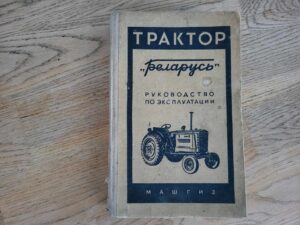 ТРАКТОР
„Беларусь"
РУКОВОДСТВО
ПО ЭКСПЛУАТАЦИИ
МАШГИЗ